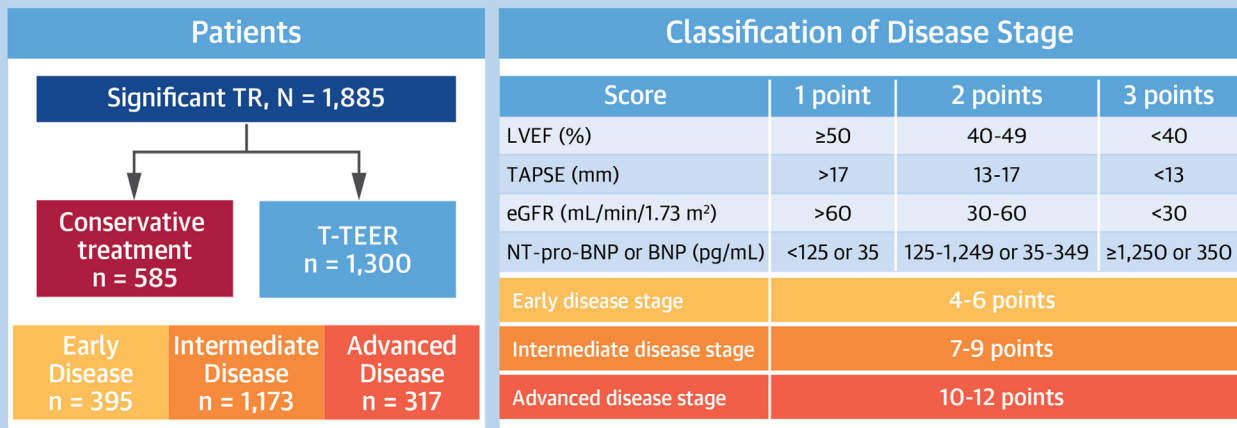 Patients
Significant TR, N = 1,885
Conservative
treatment
n = 585
T-TEER
n = 1,300
Early
Disease
n = 395
Intermediate
Disease
n = 1,173
Advanced
Disease
n = 317
Classification of Disease Stage
Score 1 point 2 points 3 points
LVEF (%) ≥50 40-49 <40
TAPSE (mm) >17 13-17 <13
eGFR (mL/min/1.73 m²) >60 30-60 <30
NT-pro-BNP or BNP (pg/mL) <125 or 35 125-1,249 or 35-349 ≥1,250 or 350
Early disease stage 4-6 points
Intermediate disease stage 7-9 points
Advanced disease stage 10-12 points